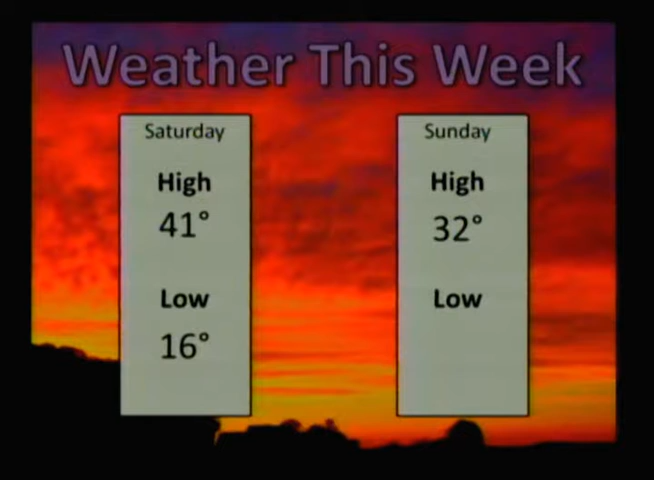 Weather This Week
Saturday
High
41°
Low
16°
Sunday
High
32°
Low